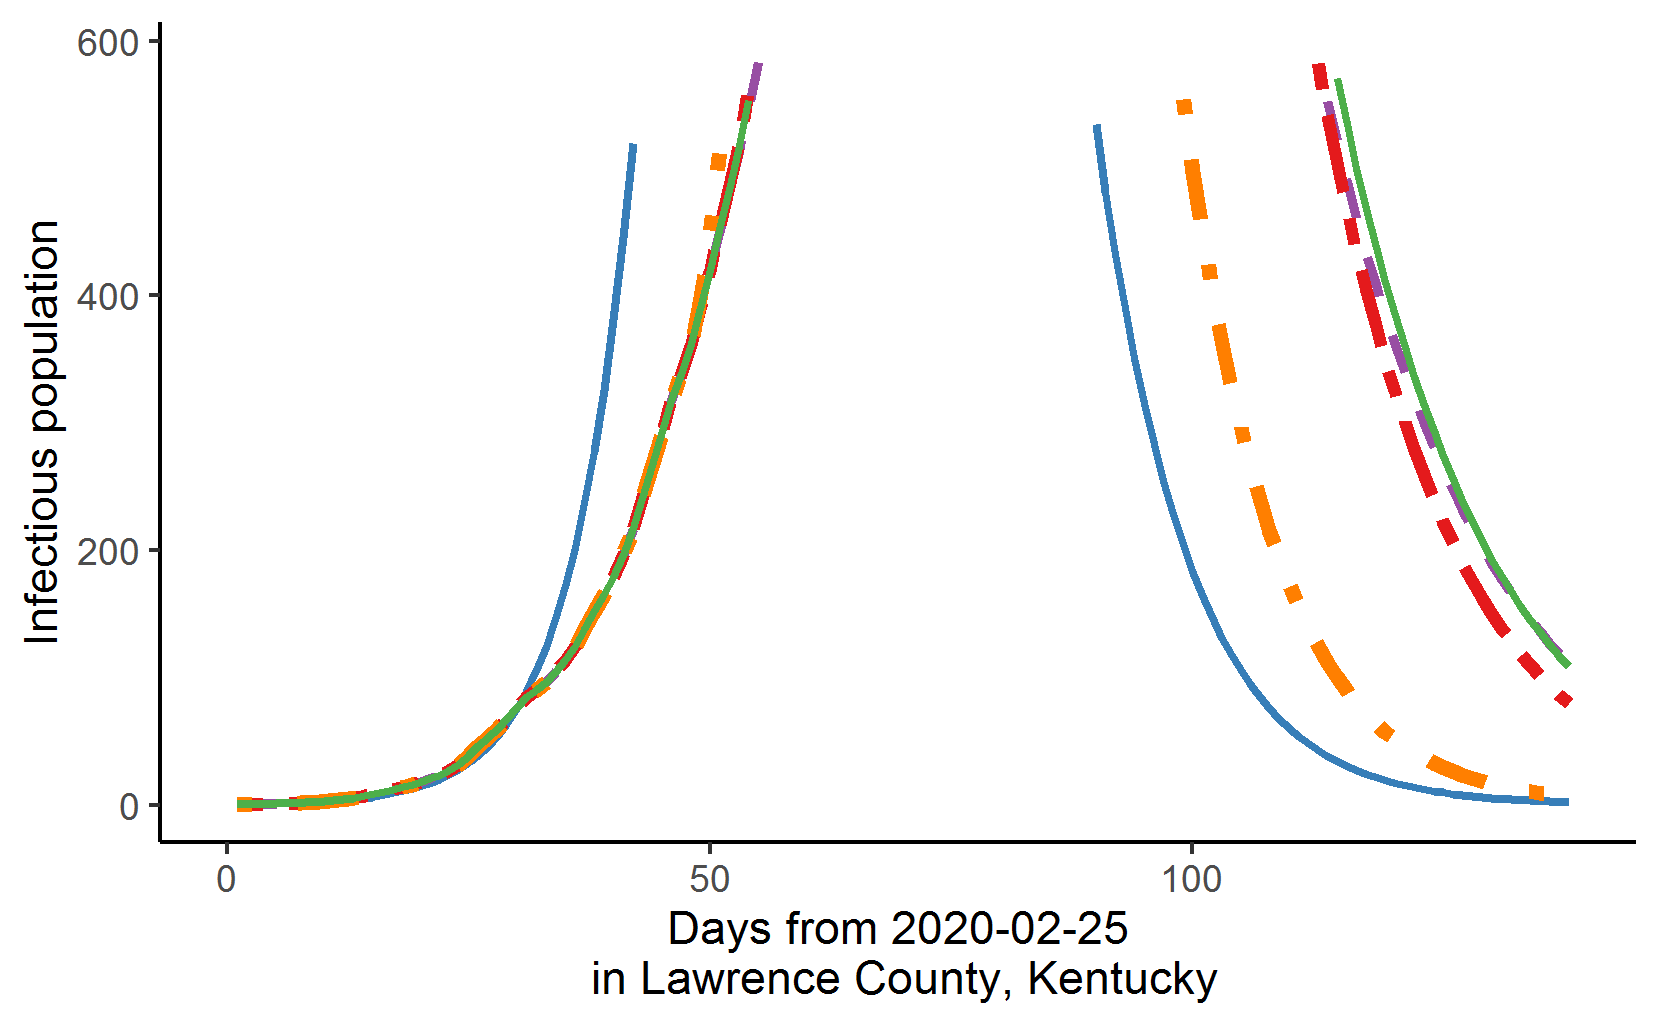 Infectious population
600
400
200
0
0 50 100
Days from 2020-02-25
in Lawrence County, Kentucky